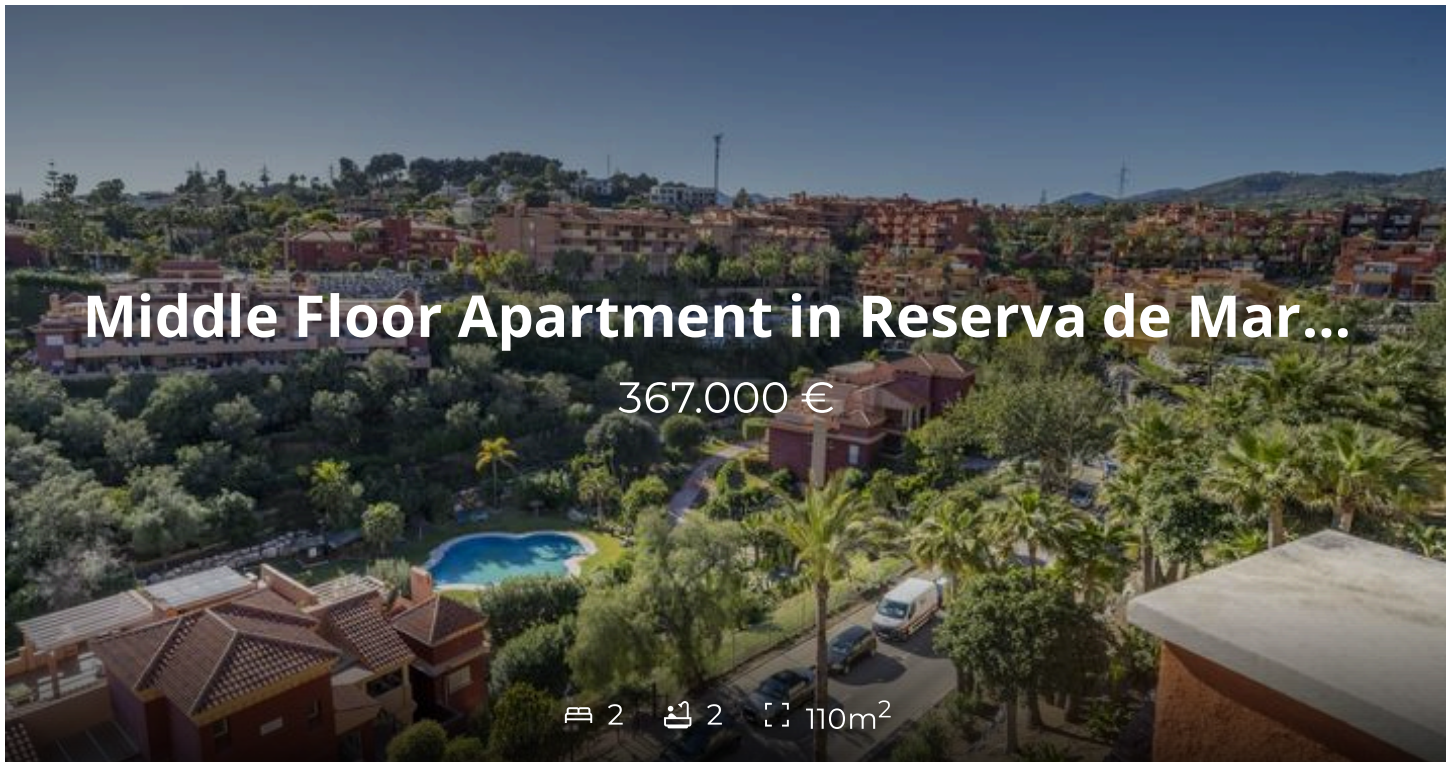 Middle Floor Apartment in Reserva de Mar...
367.000 €
2 2 110m²